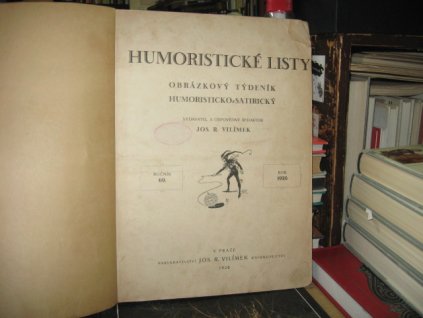 HUMORISTICKÉ LISTY
OBRÁZKOVÝ TÝDENÍK
HUMORISTICKO-SATIRICKÝ
VYDAVATEL A ODPOVĚDNÝ REDAKTOR
JOS. R. VILÍMEK
ROČNÍK
69.
ROK
1926
V PRAZE
NAKLADATELSTVÍ JOS. R. VILÍMEK KNIHKUPECTVÍ
1926